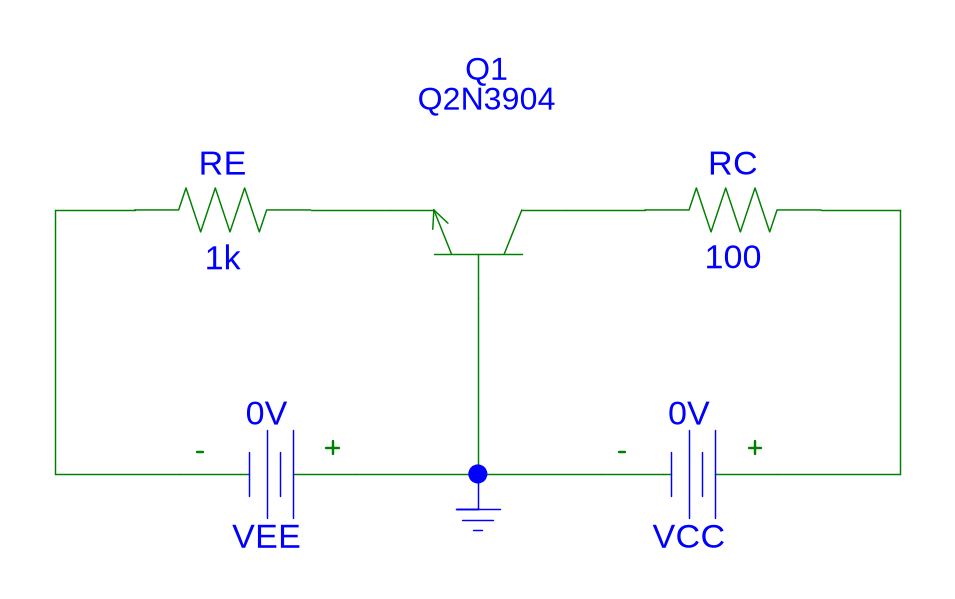 Q1
Q2N3904
RE
RC
1k
100
0V
0V
- +
- +
VEE
VCC